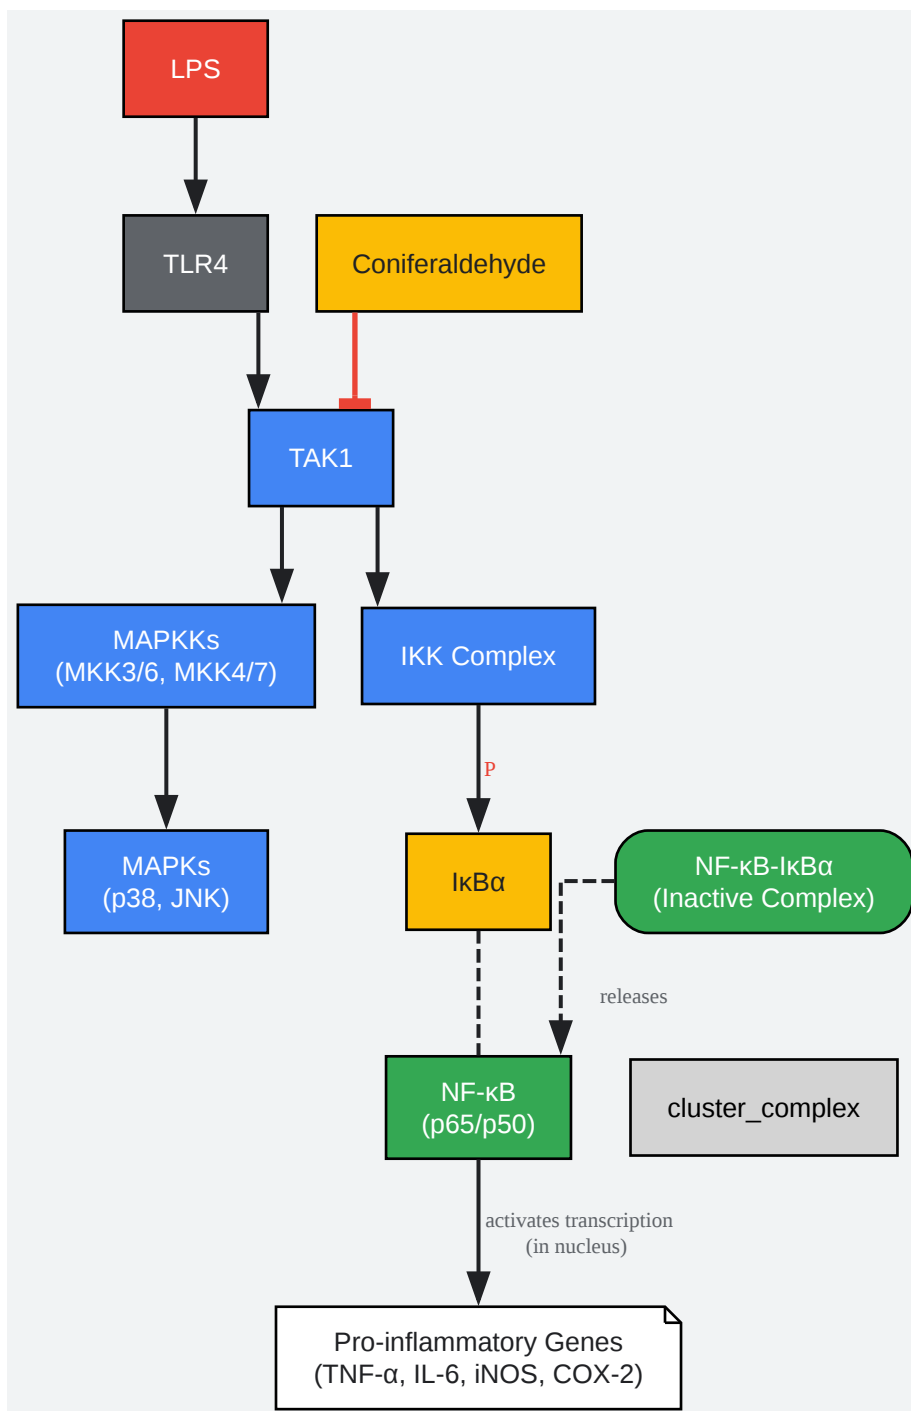 LPS
TLR4
Coniferaldehyde
TAK1
MAPKKs
(MKK3/6, MKK4/7)
IKK Complex
P
MAPKs
(p38, JNK)
IκBα
NF-κB-IκBα
(Inactive Complex)
releases
NF-κB
(p65/p50)
cluster_complex
activates transcription
(in nucleus)
Pro-inflammatory Genes
(TNF-α, IL-6, iNOS, COX-2)